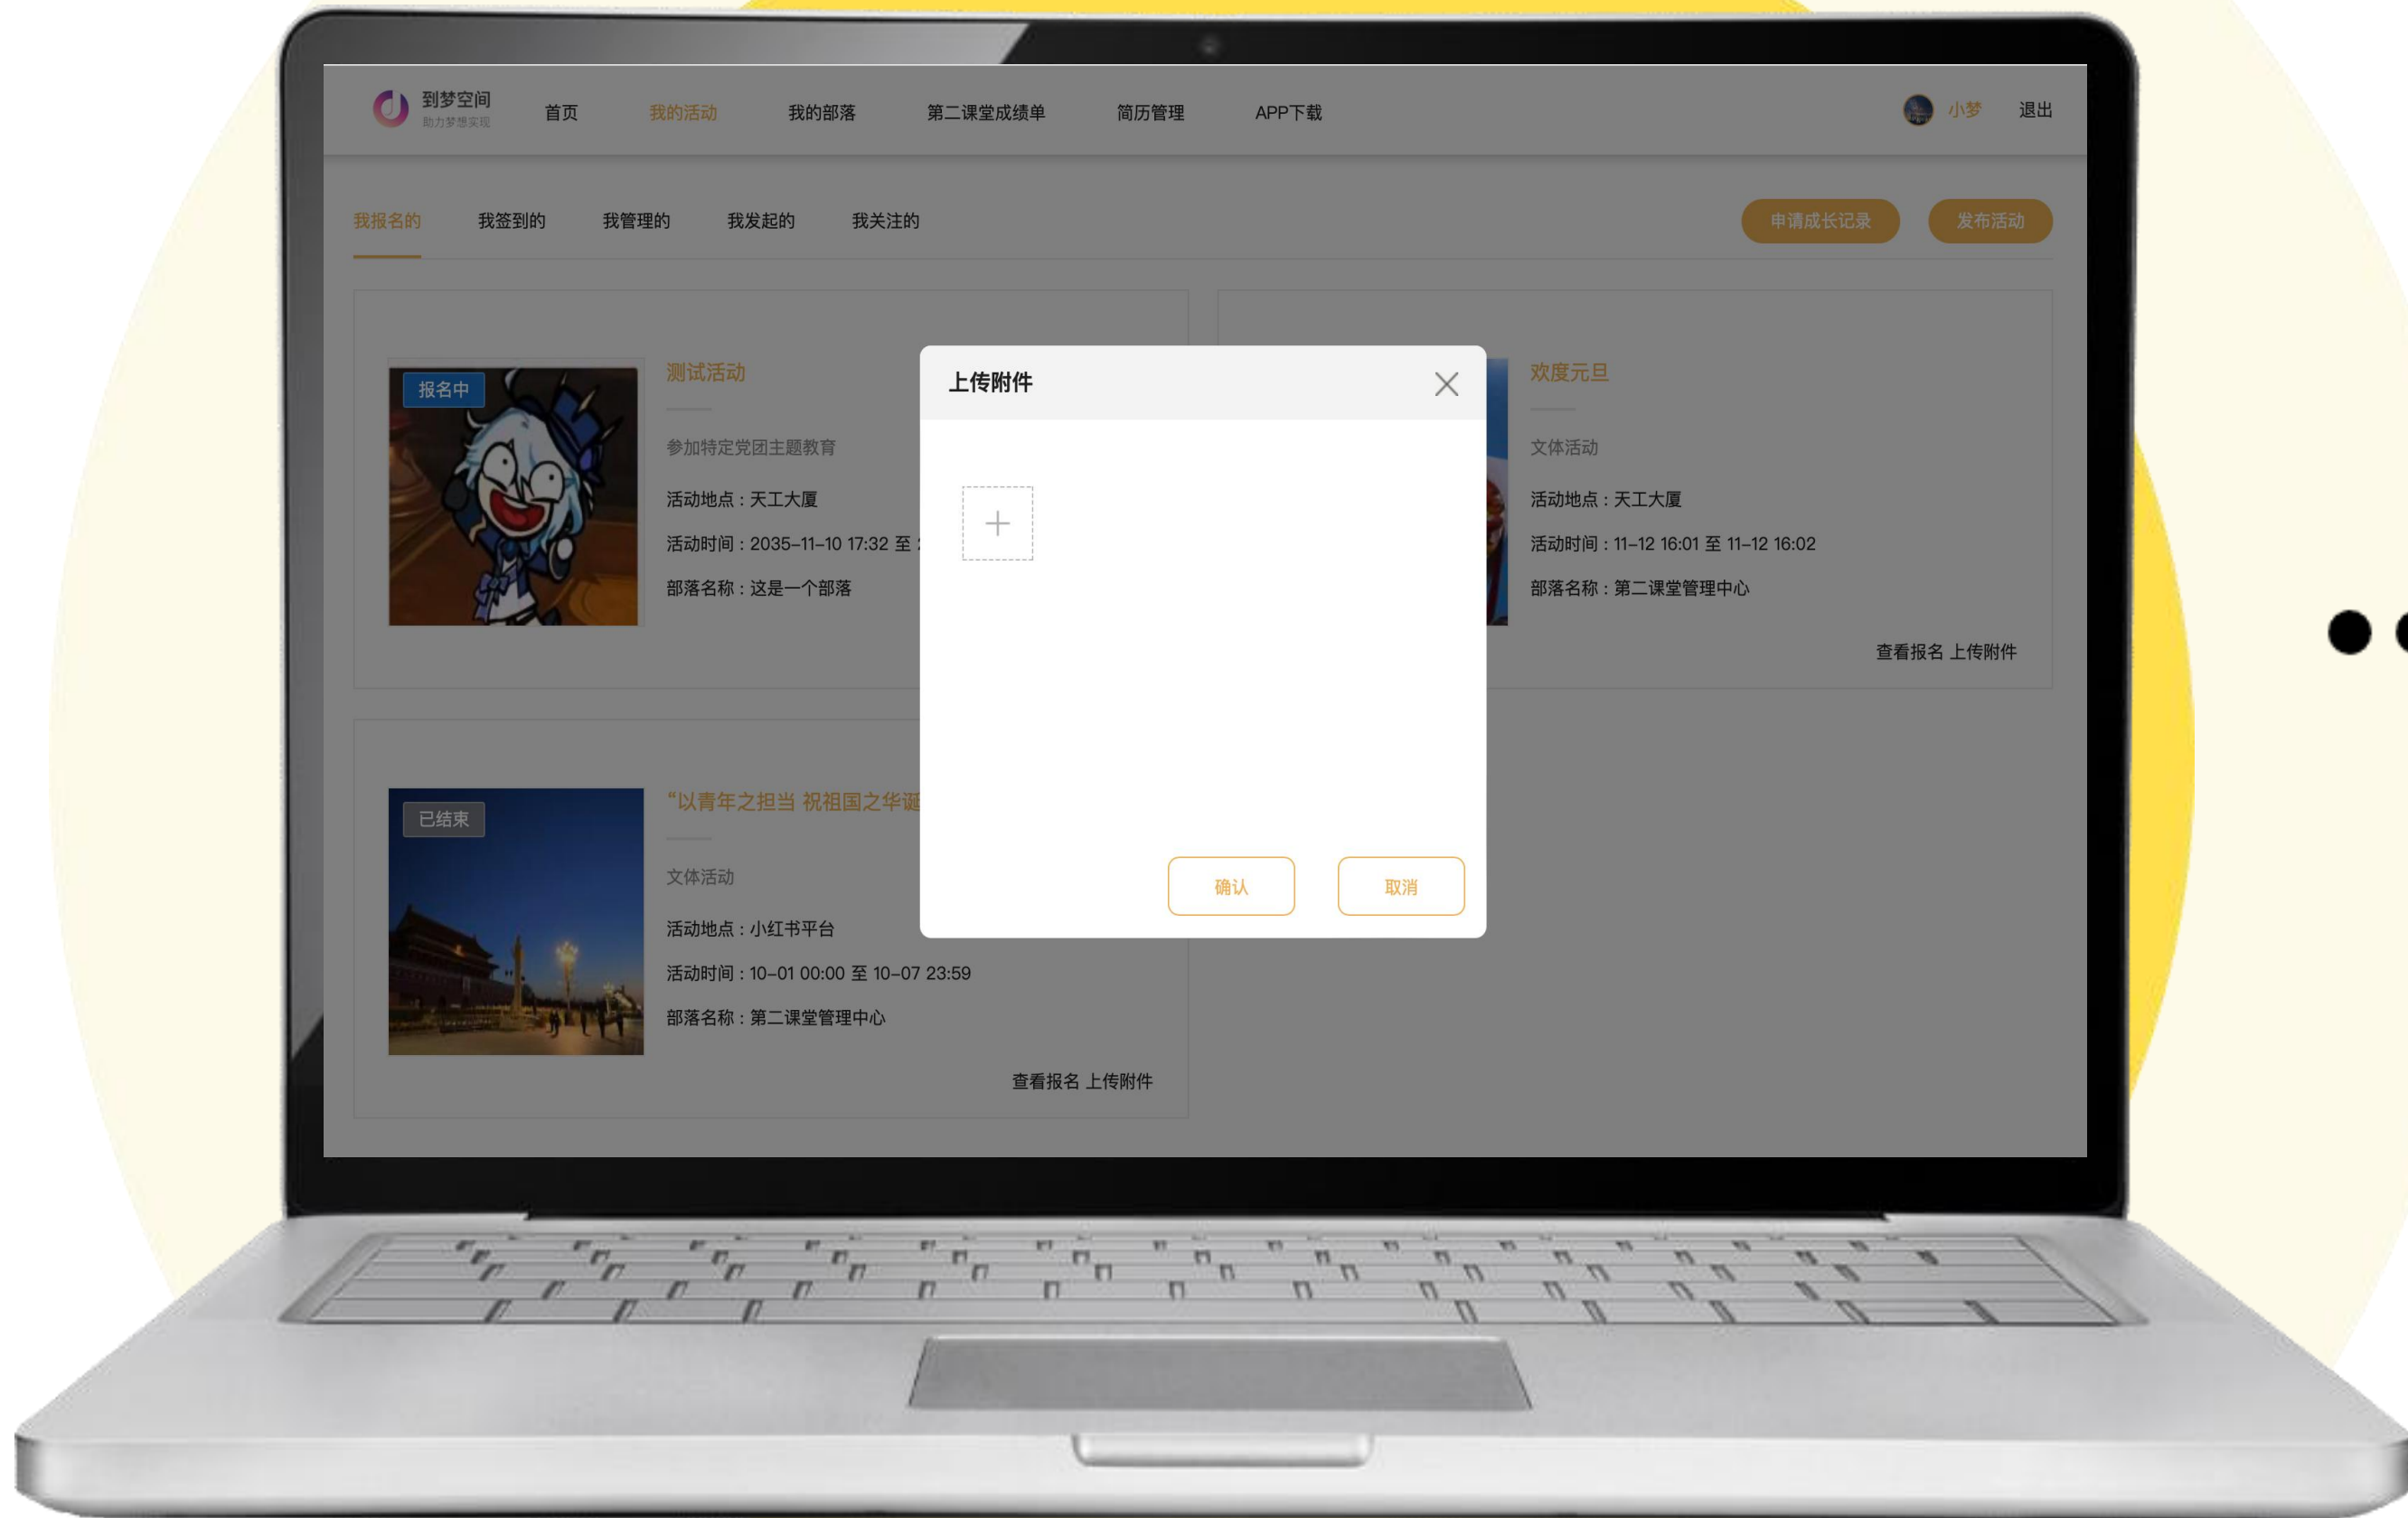 到梦空间
助力梦想实现
首页 我的活动 我的部落 第二课堂成绩单 简历管理 APP下载
小梦 退出
我报名的 我签到的 我管理的 我发起的 我关注的
申请成长记录 发布活动
报名中
测试活动
参加特定党团主题教育
活动地点：天工大厦
活动时间：2035-11-10 17:32 至
部落名称：这是一个部落
上传附件
确认 取消
欢度元旦
文体活动
活动地点：天工大厦
活动时间：11-12 16:01 至 11-12 16:02
部落名称：第二课堂管理中心
查看报名 上传附件
已结束
“以青年之担当 祝祖国之华诞
文体活动
活动地点：小红书平台
活动时间：10-01 00:00 至 10-07 23:59
部落名称：第二课堂管理中心
查看报名 上传附件